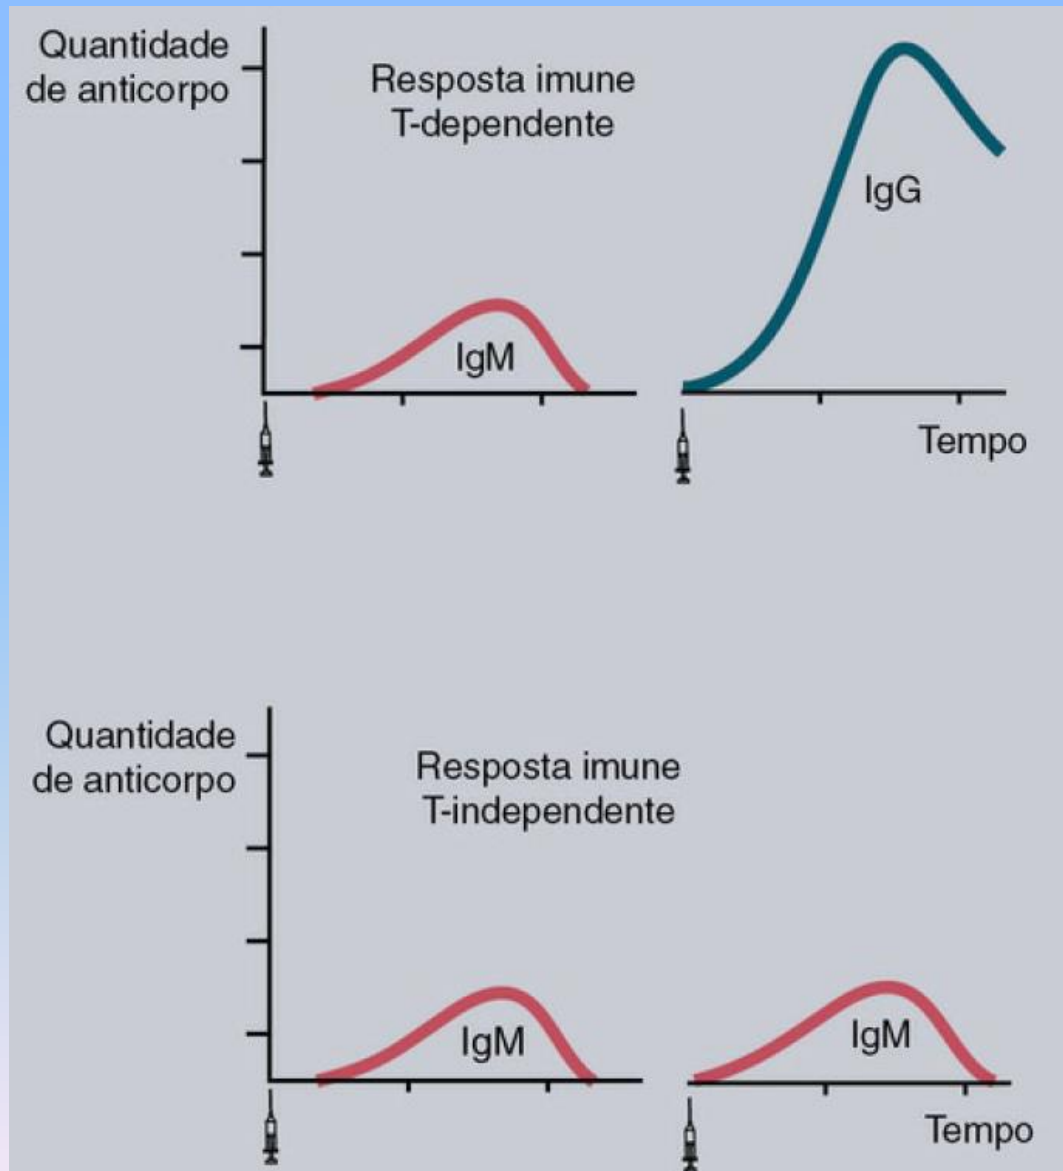 Quantidade
de anticorpo
Resposta imune
T-dependente
IgG
IgM
Tempo
Quantidade
de anticorpo
Resposta imune
T-independente
IgM
IgM
Tempo